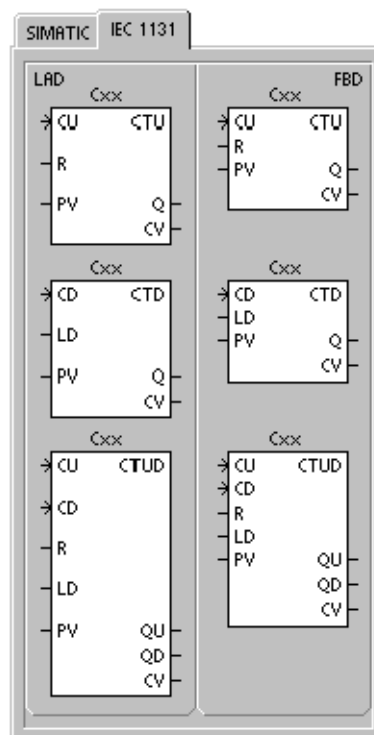 SIMATIC IEC 1131
LAD
Cxx
CU CTU
R
PV Q
CV
Cxx
CD CTD
LD
PV Q
CV
Cxx
CU CTUD
CD
R
LD
PV QU
QD
CV
FBD
Cxx
CU CTU
R
PV Q
CV
Cxx
CD CTD
LD
PV Q
CV
Cxx
CU CTUD
CD
R
LD
PV QU
QD
CV